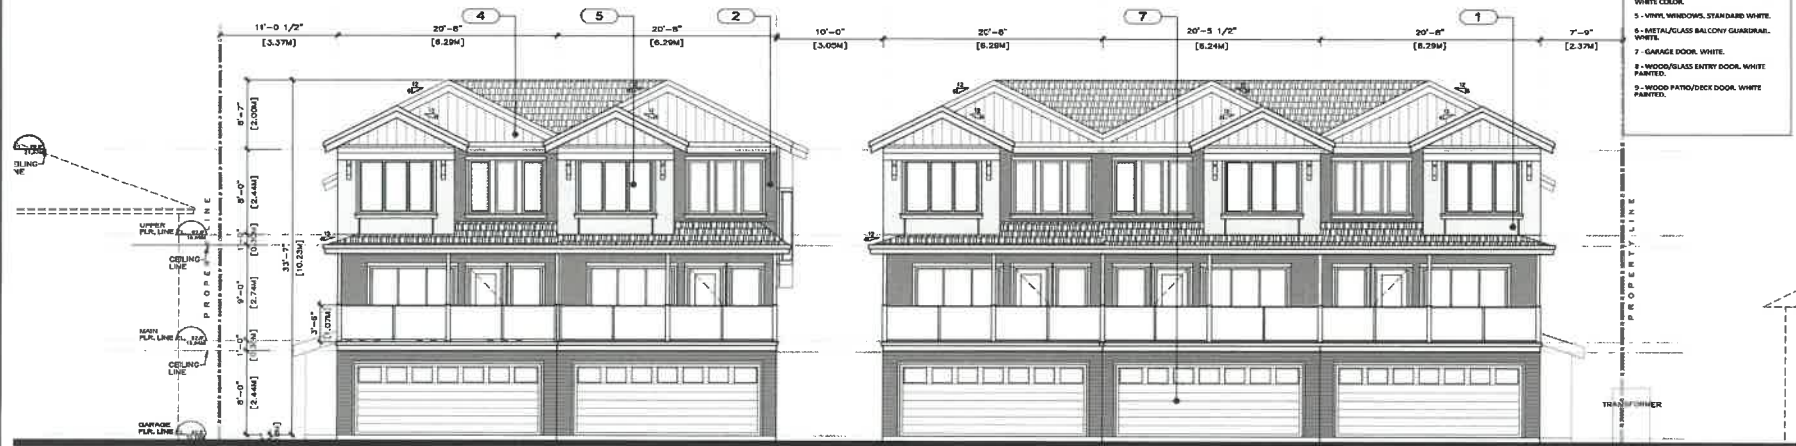 WHITE COLOR.
5 - VINYL WINDOWS. STANDARD WHITE.
6 - METAL/GLASS BALCONY GUARDRAIL. WHITE.
7 - GARAGE DOOR. WHITE.
8 - WOOD/GLASS ENTRY DOOR. WHITE PAINTED.
9 - WOOD PATIO/DECK DOOR. WHITE PAINTED.
4
5
2
7
1
11'-0 1/2"
[3.37M]
20'-8"
[6.29M]
20'-8"
[6.29M]
10'-0"
[3.05M]
20'-8"
[6.29M]
20'-5 1/2"
[6.24M]
20'-8"
[6.29M]
7'-9"
[2.37M]
[2.00M]
8'-0"
[2.44M]
33'-7"
[10.23M]
9'-0"
[2.74M]
3'-6"
1'-0"
8'-0"
[2.44M]
UPPER
FLR. LINE
CEILING
LINE
MAIN
FLR. LINE
CEILING
LINE
GARAGE
FLR. LINE
PROPERTY LINE
PROPERTY LINE
TRANSFORMER